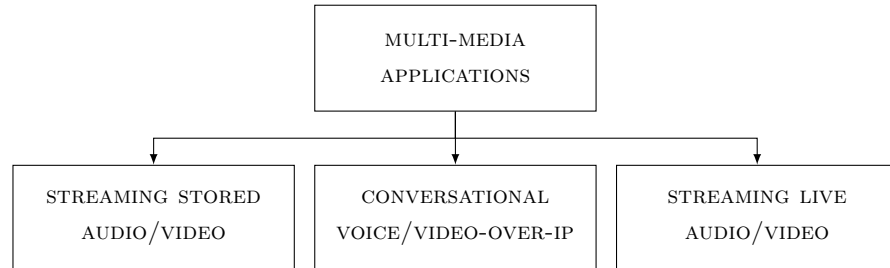 MULTI-MEDIA
APPLICATIONS
STREAMING STORED
AUDIO/VIDEO
CONVERSATIONAL
VOICE/VIDEO-OVER-IP
STREAMING LIVE
AUDIO/VIDEO